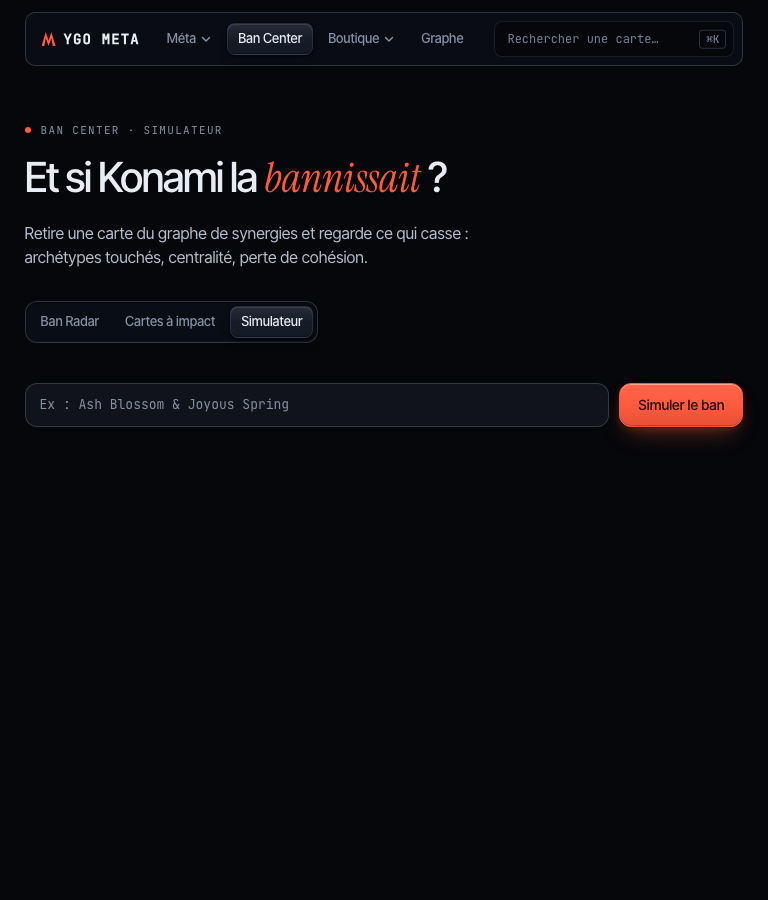 YGO META
Méta
Ban Center
Boutique
Graphe
Rechercher une carte…
⌘K
BAN CENTER · SIMULATEUR
Et si Konami la bannissait ?
Retire une carte du graphe de synergies et regarde ce qui casse :
archétypes touchés, centralité, perte de cohésion.
Ban Radar
Cartes à impact
Simulateur
Ex : Ash Blossom & Joyous Spring
Simuler le ban